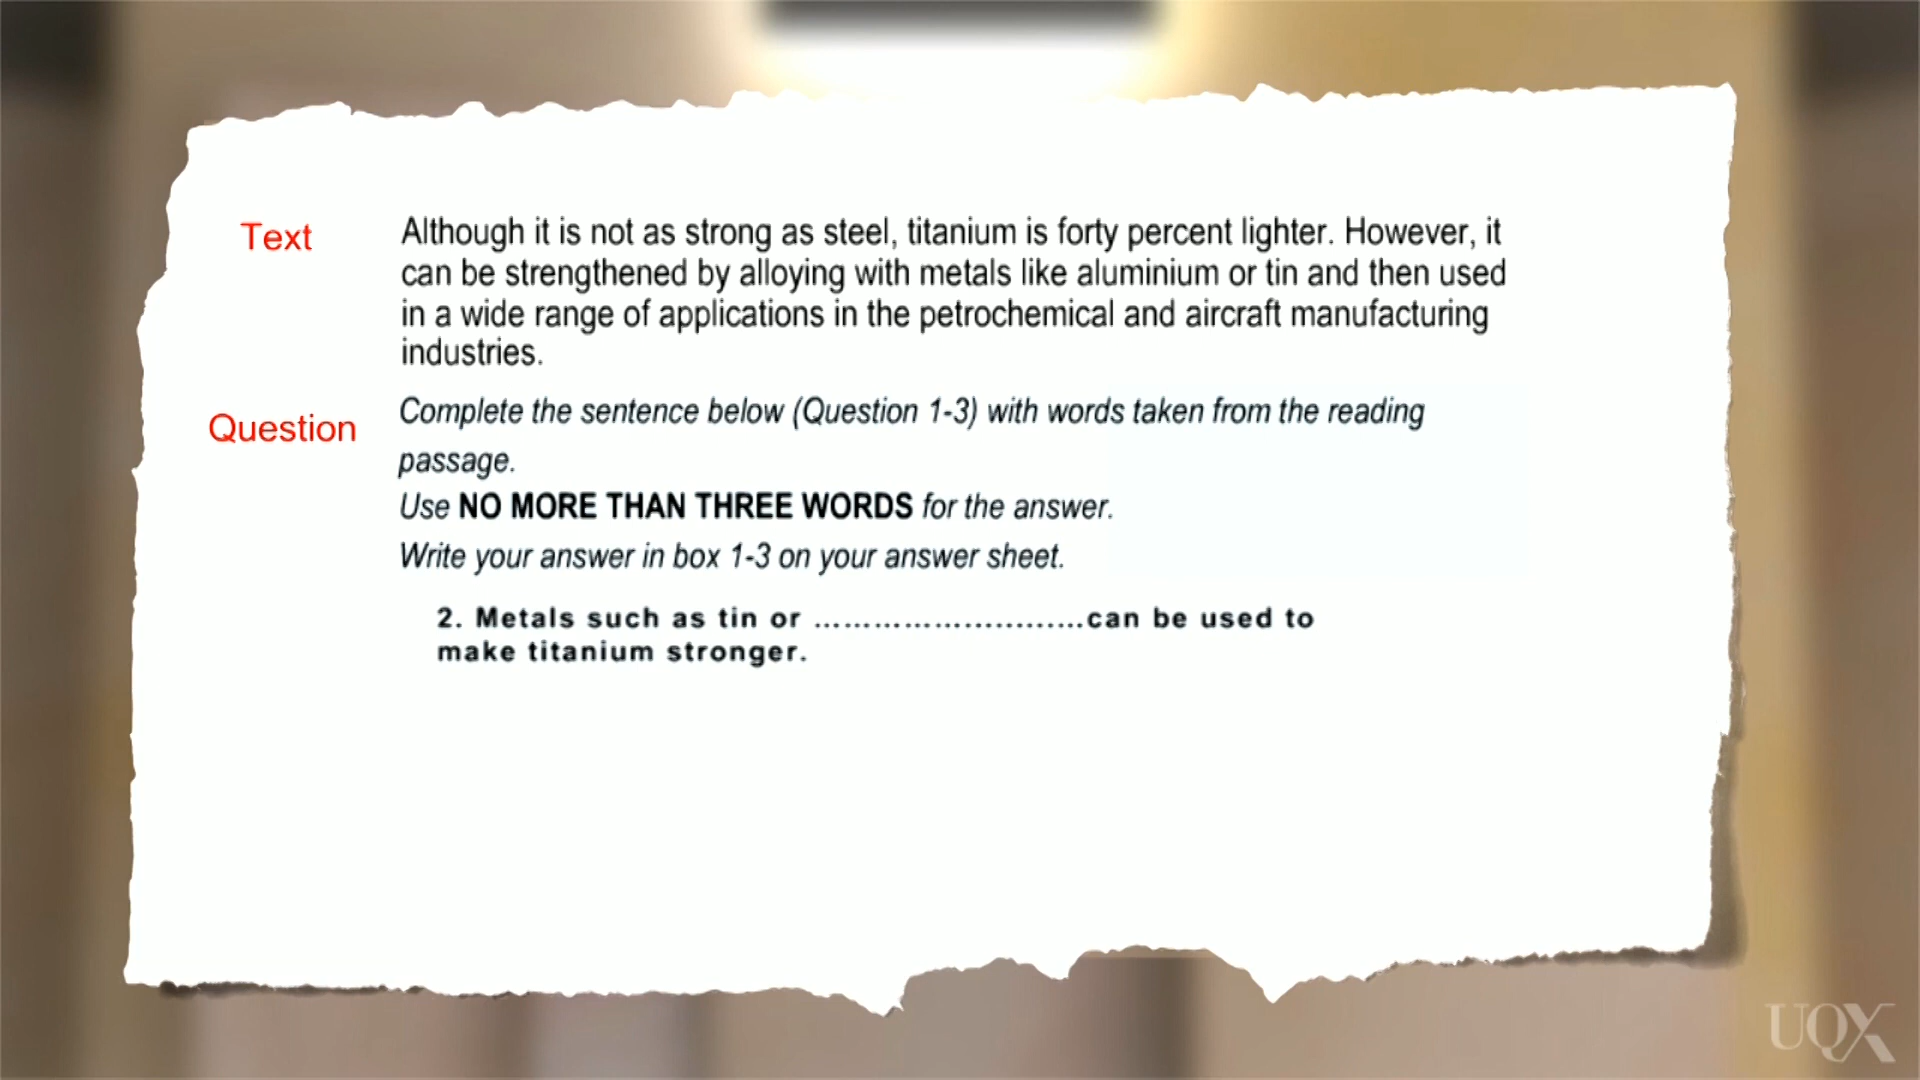 Text
Although it is not as strong as steel, titanium is forty percent lighter. However, it
can be strengthened by alloying with metals like aluminium or tin and then used
in a wide range of applications in the petrochemical and aircraft manufacturing
industries.
Question
Complete the sentence below (Question 1-3) with words taken from the reading
passage.
Use NO MORE THAN THREE WORDS for the answer.
Write your answer in box 1-3 on your answer sheet.
2. Metals such as tin or ...........................can be used to
make titanium stronger.
UQX